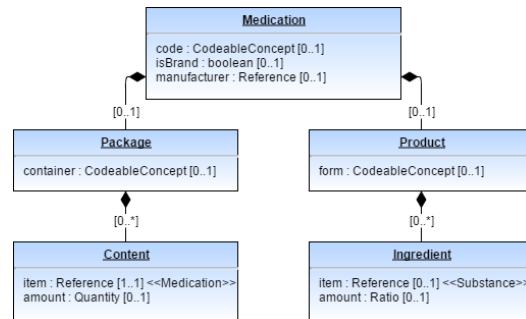 Medication
code : CodeableConcept [0..1]
isBrand : boolean [0..1]
manufacturer : Reference [0..1]
[0..1]
[0..1]
Package
container : CodeableConcept [0..1]
Product
form : CodeableConcept [0..1]
[0..*]
[0..*]
Content
item : Reference [1..1] <<Medication>>
amount : Quantity [0..1]
Ingredient
item : Reference [0..1] <<Substance>>
amount : Ratio [0..1]